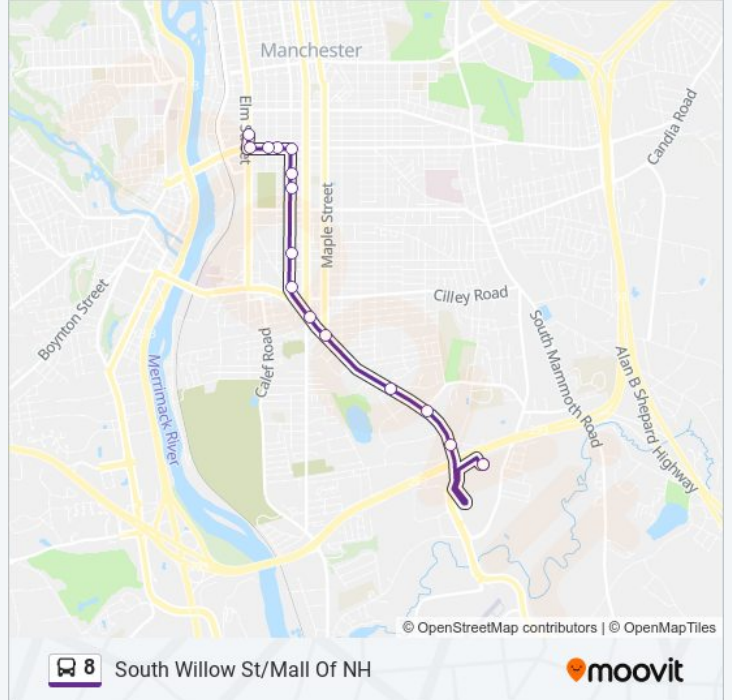 Manchester
Elm Street
Candia Road
Maple Street
Cilley Road
Boynton Street
Calef Road
South Mammoth Road
Alan B Shepard Highway
Merrimack River
© OpenStreetMap contributors | © OpenMapTiles
8 South Willow St/Mall Of NH
moovit